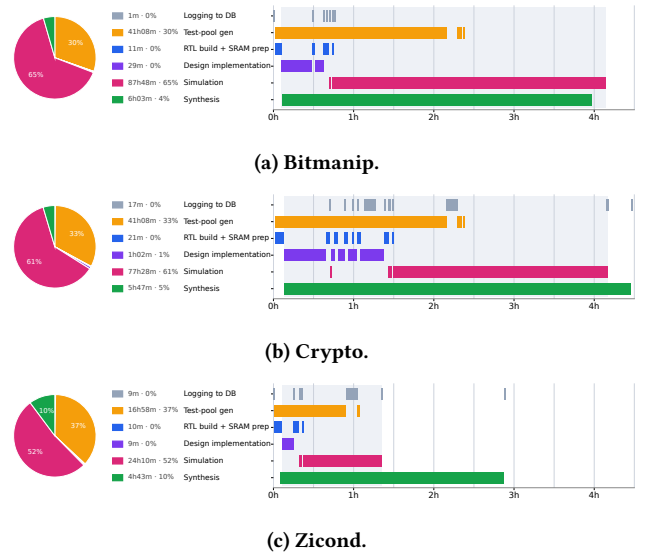 1m · 0% Logging to DB
41h08m · 30% Test-pool gen
11m · 0% RTL build + SRAM prep
29m · 0% Design implementation
87h48m · 65% Simulation
6h03m · 4% Synthesis
30%
65%
0h 1h 2h 3h 4h
(a) Bitmanip.
17m · 0% Logging to DB
41h08m · 33% Test-pool gen
21m · 0% RTL build + SRAM prep
1h02m · 1% Design implementation
77h28m · 61% Simulation
5h47m · 5% Synthesis
33%
61%
0h 1h 2h 3h 4h
(b) Crypto.
9m · 0% Logging to DB
16h58m · 37% Test-pool gen
10m · 0% RTL build + SRAM prep
9m · 0% Design implementation
24h10m · 52% Simulation
4h43m · 10% Synthesis
10%
37%
52%
0h 1h 2h 3h 4h
(c) Zicond.